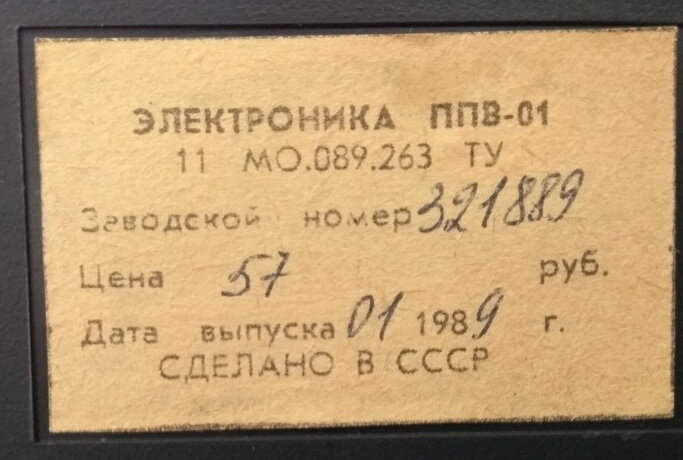 ЭЛЕКТРОНИКА ППВ-01
11 МО.089.263 ТУ
Заводской номер 321889
Цена 57 руб.
Дата выпуска 01 1989 г.
СДЕЛАНО В СССР